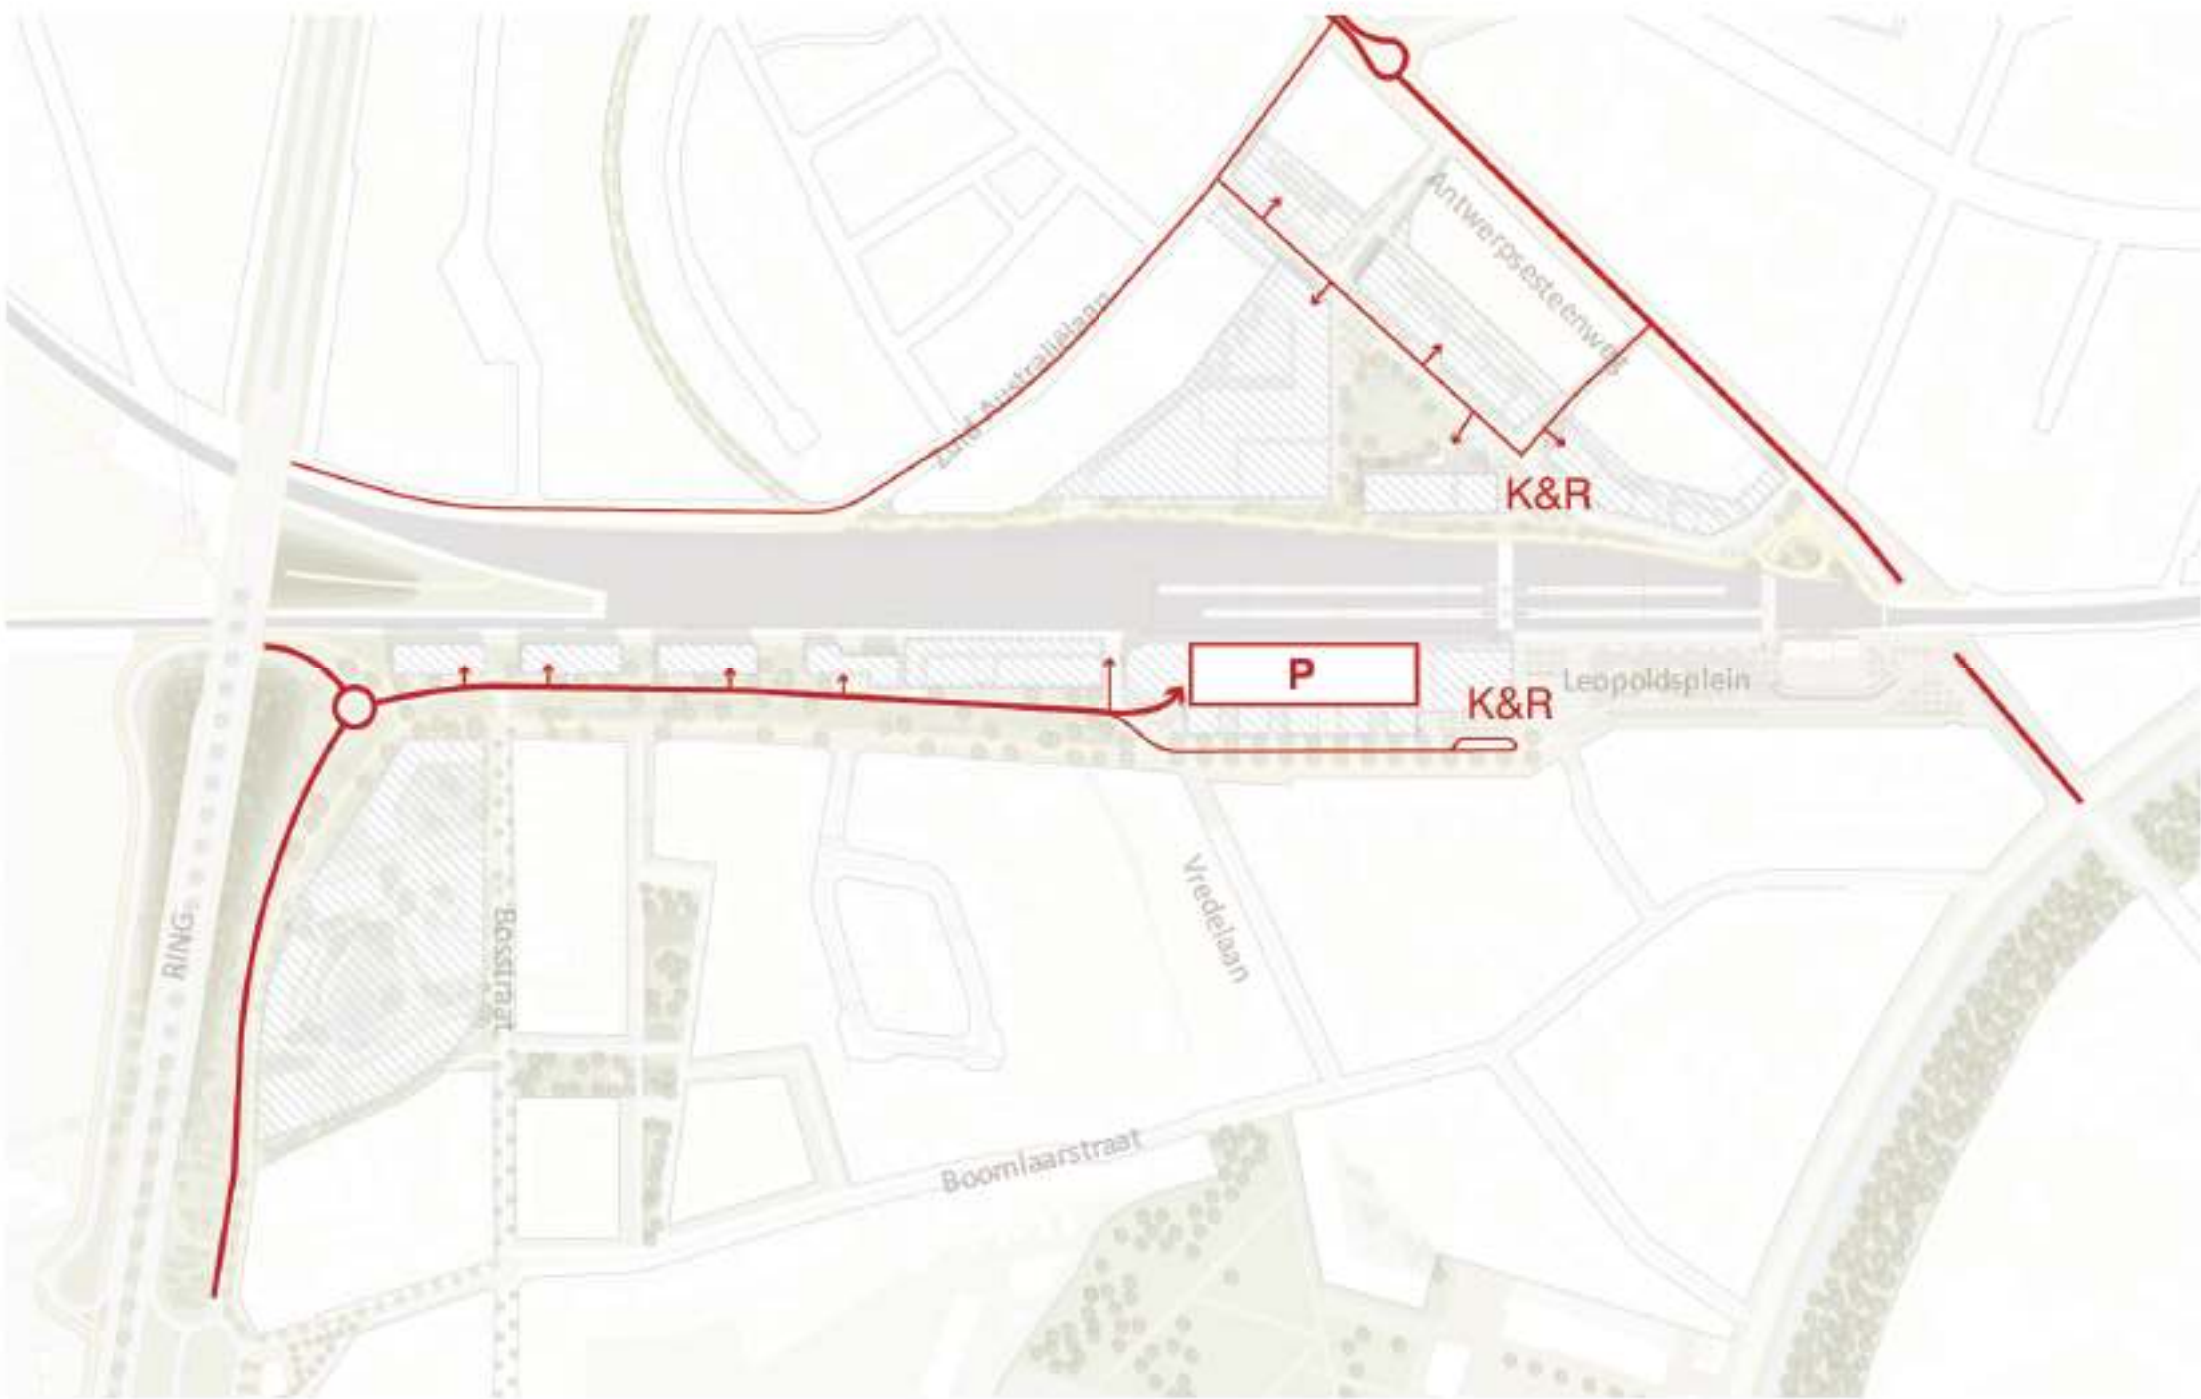 Antwerpsesteenweg
Zuid Australiëlaan
K&R
P
Leopoldsplein
K&R
RING
Bosstraat
Vredelaan
Boomlaarstraat